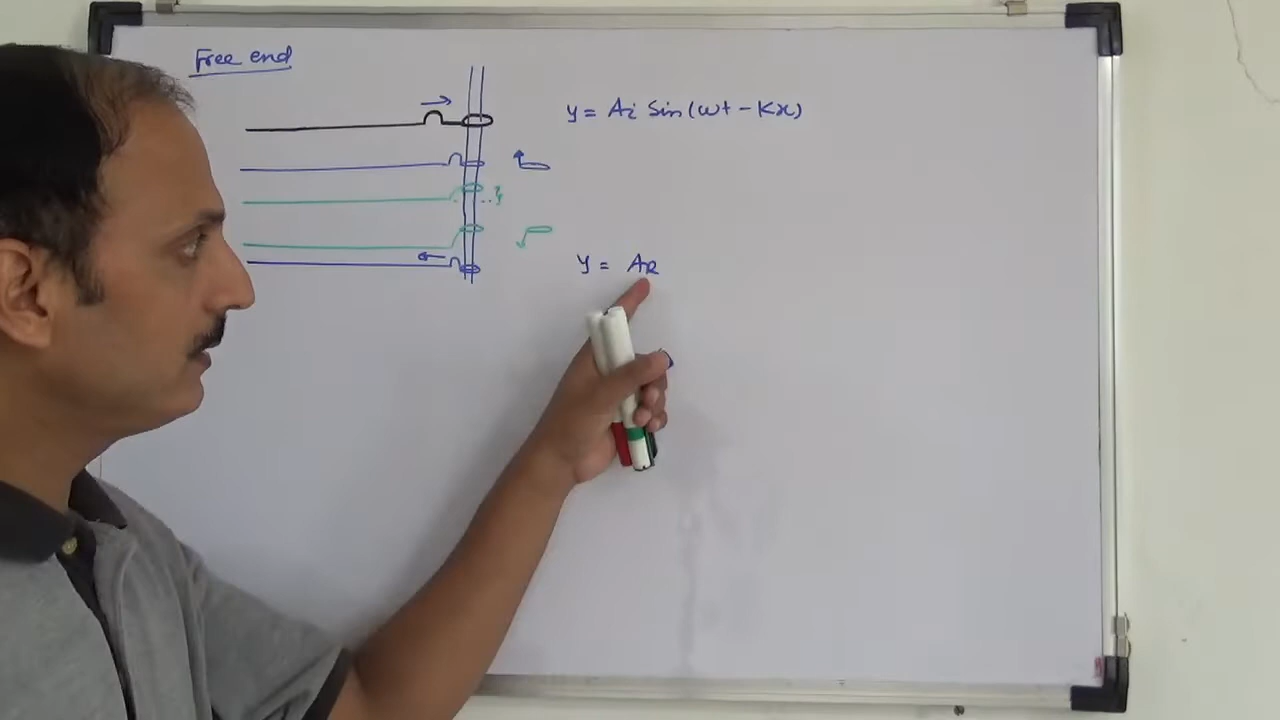 Free end
y = Ai Sin(ωt - Kx)
y = AR